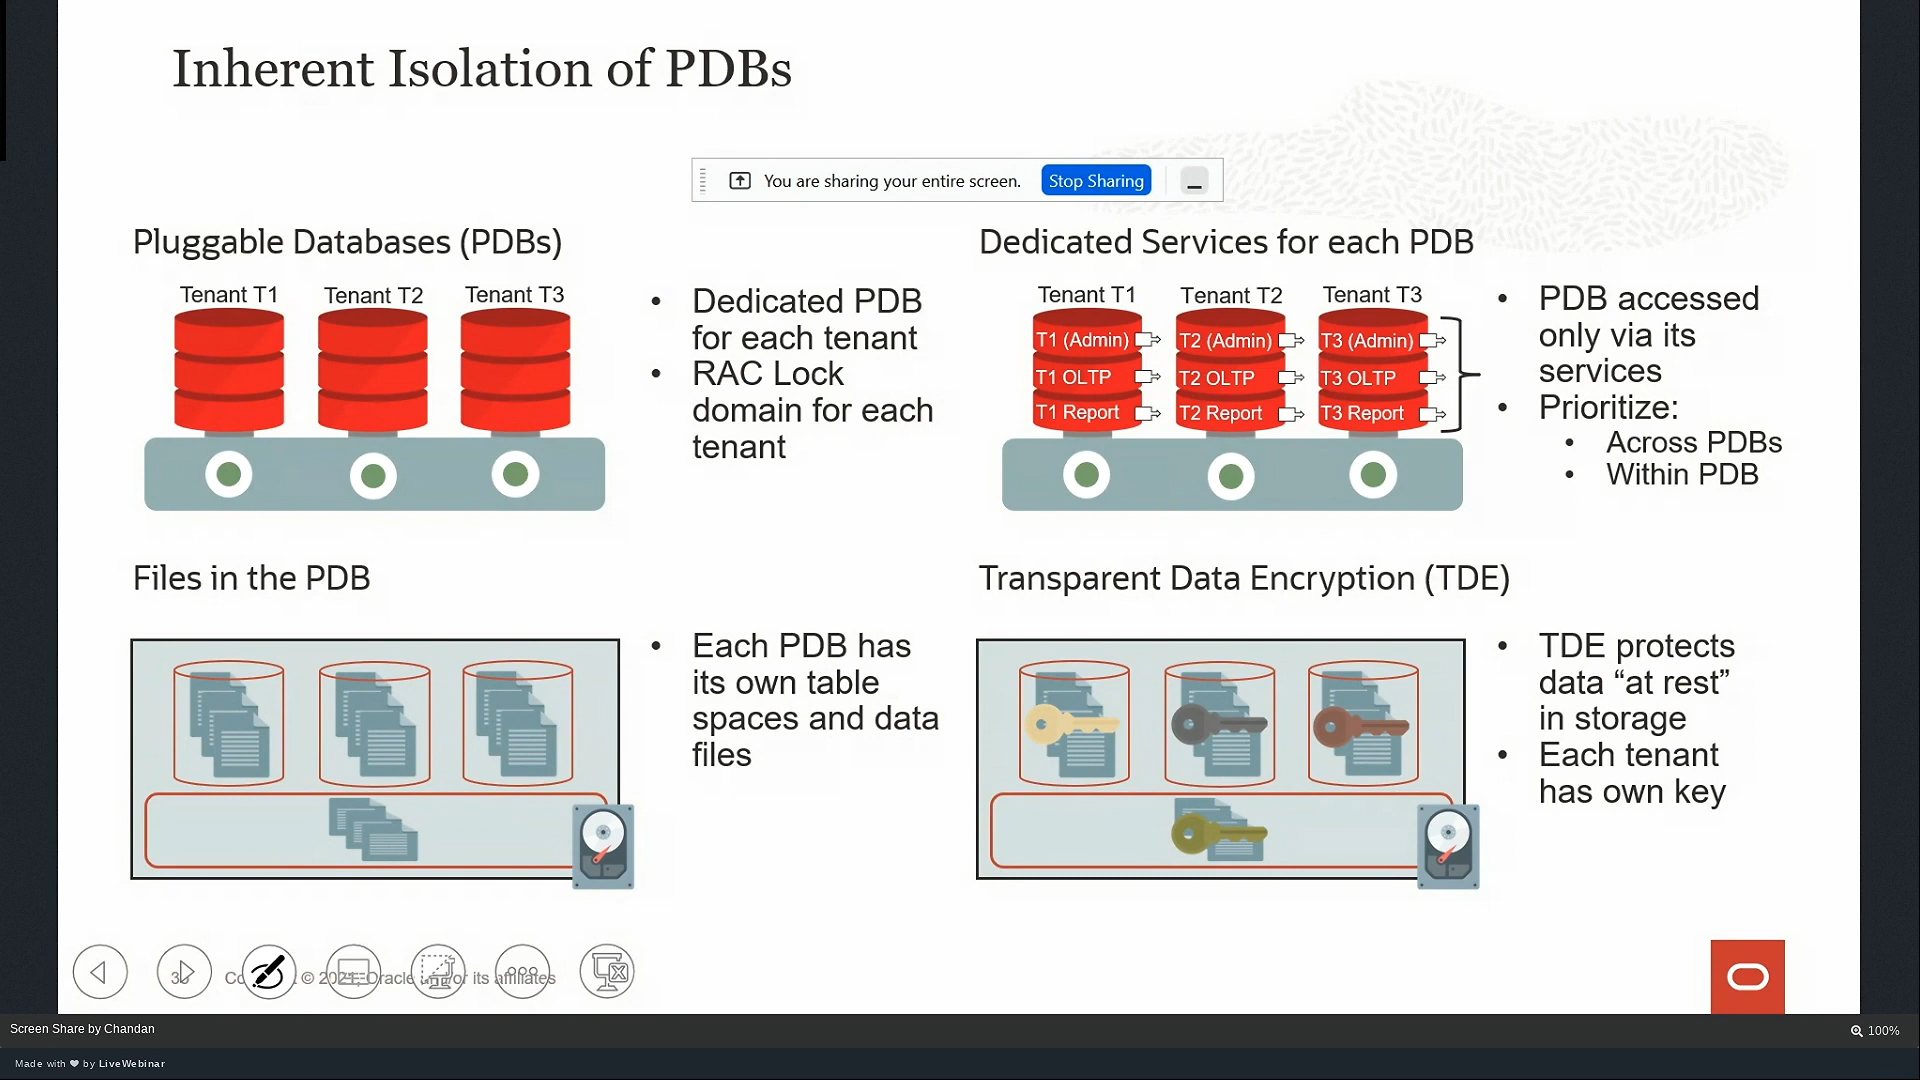 Inherent Isolation of PDBs
You are sharing your entire screen.
Stop Sharing
Pluggable Databases (PDBs)
Tenant T1
Tenant T2
Tenant T3
• Dedicated PDB
for each tenant
• RAC Lock
domain for each
tenant
Dedicated Services for each PDB
Tenant T1
Tenant T2
Tenant T3
T1 (Admin)
T2 (Admin)
T3 (Admin)
T1 OLTP
T2 OLTP
T3 OLTP
T1 Report
T2 Report
T3 Report
• PDB accessed
only via its
services
• Prioritize:
• Across PDBs
• Within PDB
Files in the PDB
• Each PDB has
its own table
spaces and data
files
Transparent Data Encryption (TDE)
• TDE protects
data “at rest”
in storage
• Each tenant
has own key
© 2021, Oracle its affiliates
Screen Share by Chandan
100%
Made with ❤ by LiveWebinar